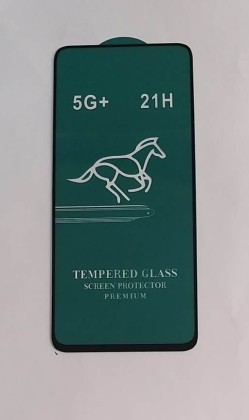 5G+ 21H
TEMPERED GLASS
SCREEN PROTECTOR
PREMIUM